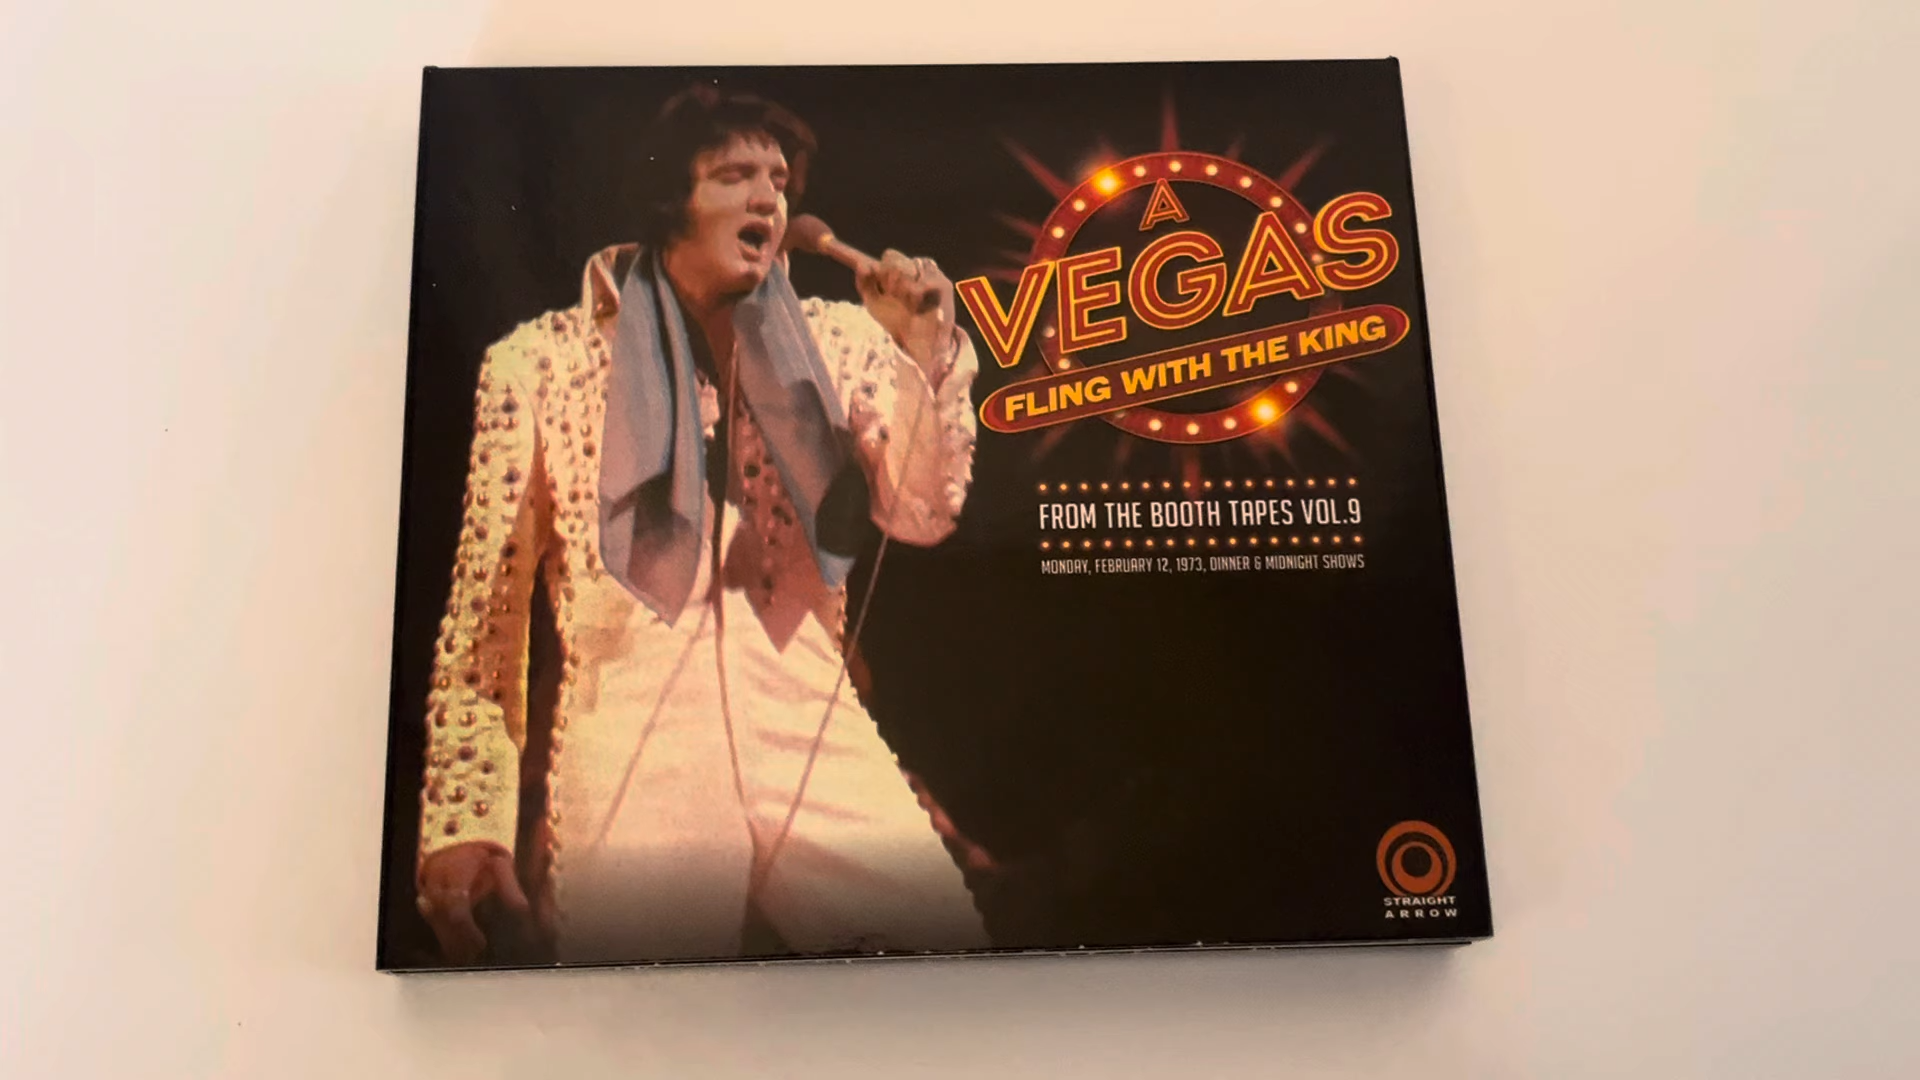 A
VEGAS
FLING WITH THE KING
FROM THE BOOTH TAPES VOL.9
MONDAY, FEBRUARY 12, 1973, DINNER & MIDNIGHT SHOWS
STRAIGHT
ARROW